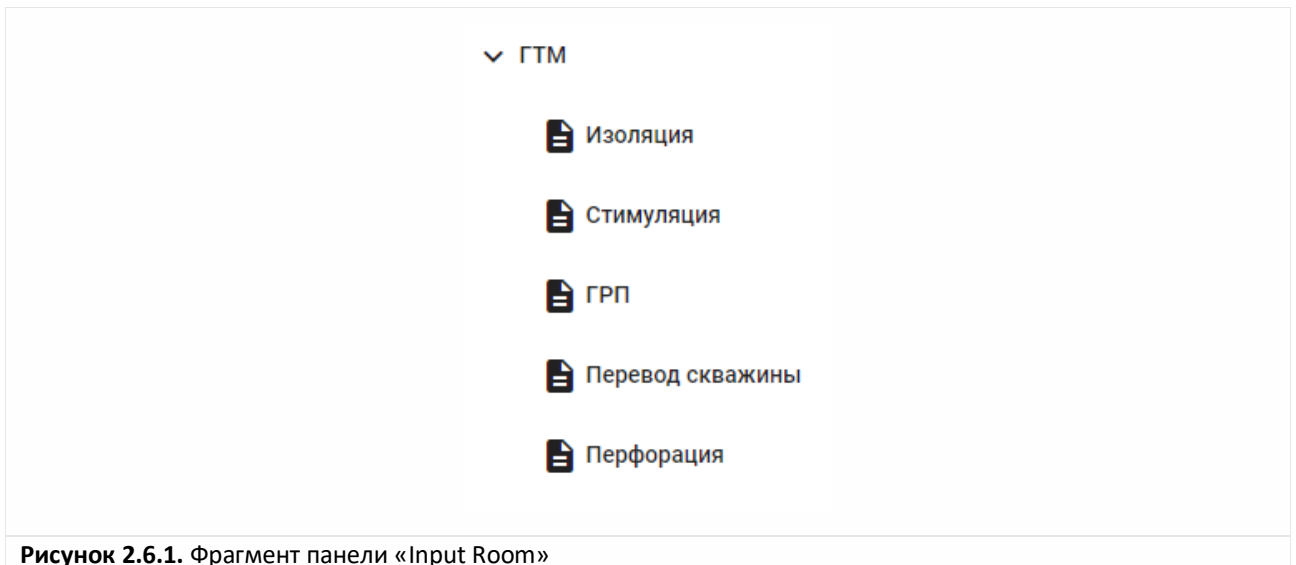 ГТМ
Изоляция
Стимуляция
ГРП
Перевод скважины
Перфорация
Рисунок 2.6.1. Фрагмент панели «Input Room»